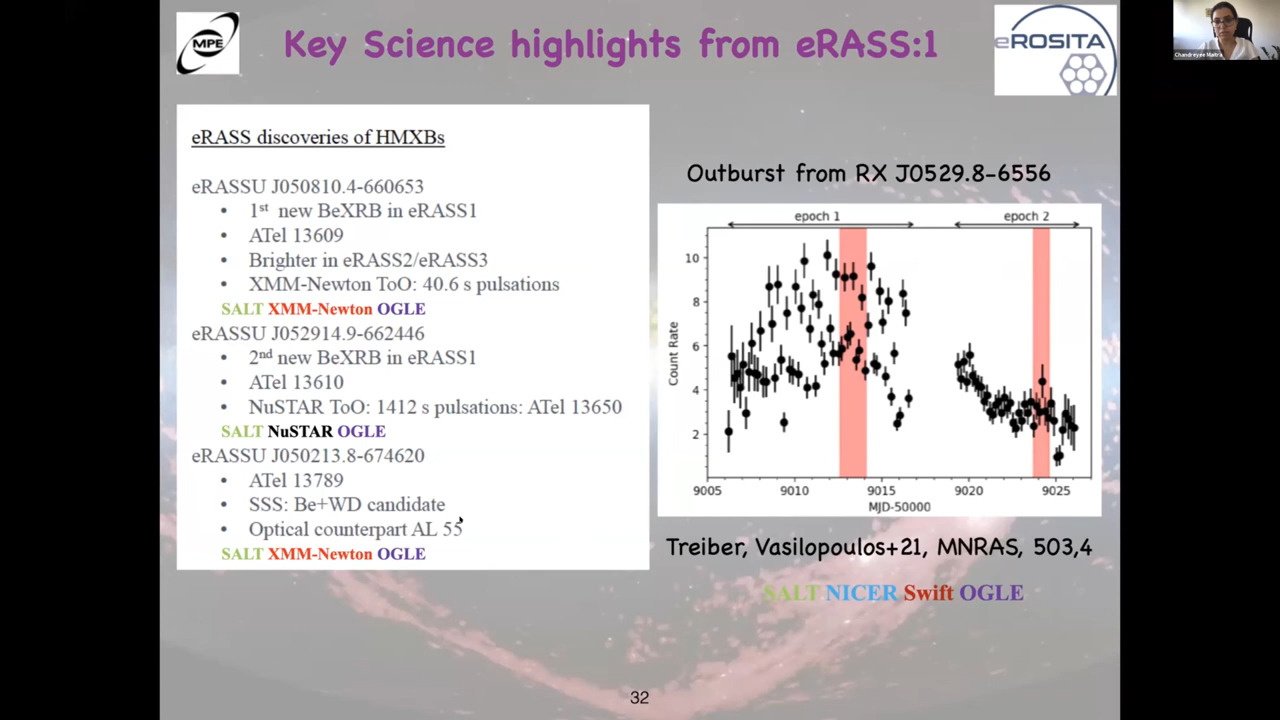 MPE
Key Science highlights from eRASS:1
eROSITA
eRASS discoveries of HMXBs
eRASSU J050810.4-660653
• 1st new BeXRB in eRASS1
• ATel 13609
• Brighter in eRASS2/eRASS3
• XMM-Newton ToO: 40.6 s pulsations
SALT XMM-Newton OGLE
eRASSU J052914.9-662446
• 2nd new BeXRB in eRASS1
• ATel 13610
• NuSTAR ToO: 1412 s pulsations: ATel 13650
SALT NuSTAR OGLE
eRASSU J050213.8-674620
• ATel 13789
• SSS: Be+WD candidate
• Optical counterpart AL 55
SALT XMM-Newton OGLE
Outburst from RX J0529.8-6556
epoch 1 epoch 2
Count Rate
10
8
6
4
2
9005 9010 9015 9020 9025
MJD-50000
Treiber, Vasilopoulos+21, MNRAS, 503,4
SALT NICER Swift OGLE
32
Chandreyee Maitra